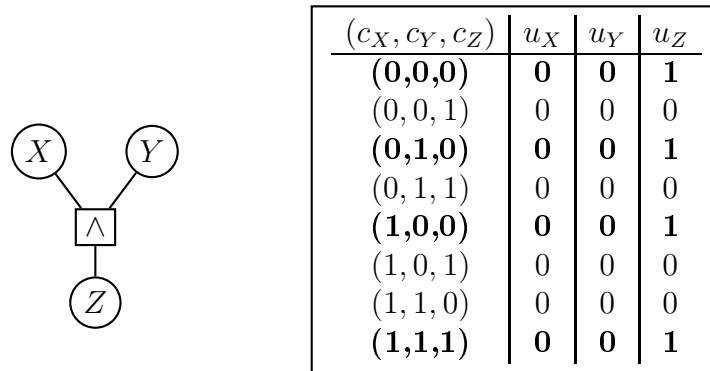 X Y
∧
Z
(c_X, c_Y, c_Z) u_X u_Y u_Z
(0,0,0) 0 0 1
(0, 0, 1) 0 0 0
(0,1,0) 0 0 1
(0, 1, 1) 0 0 0
(1,0,0) 0 0 1
(1, 0, 1) 0 0 0
(1, 1, 0) 0 0 0
(1,1,1) 0 0 1